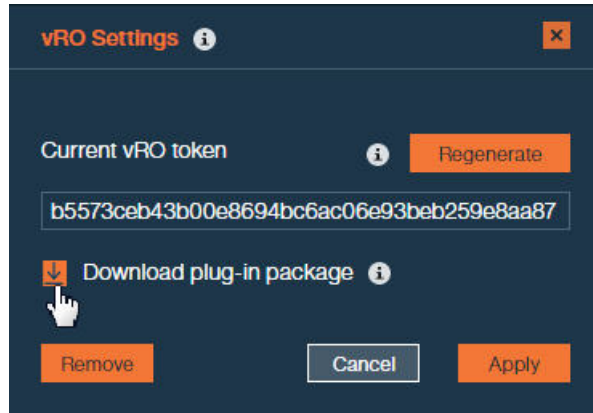 vRO Settings
Current vRO token
Regenerate
b5573ceb43b00e8694bc6ac06e93beb259e8aa87
Download plug-in package
Remove
Cancel
Apply